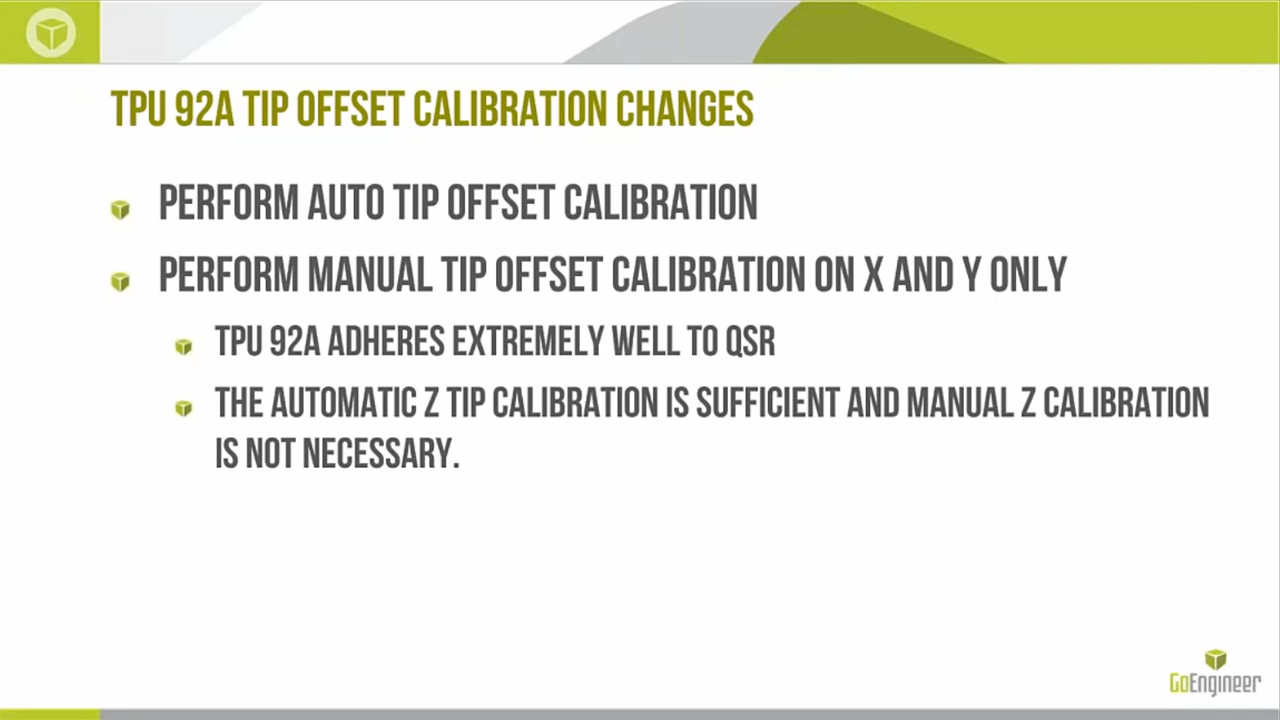 TPU 92A TIP OFFSET CALIBRATION CHANGES
PERFORM AUTO TIP OFFSET CALIBRATION
PERFORM MANUAL TIP OFFSET CALIBRATION ON X AND Y ONLY
TPU 92A ADHERES EXTREMELY WELL TO QSR
THE AUTOMATIC Z TIP CALIBRATION IS SUFFICIENT AND MANUAL Z CALIBRATION
IS NOT NECESSARY.
GoEngineer